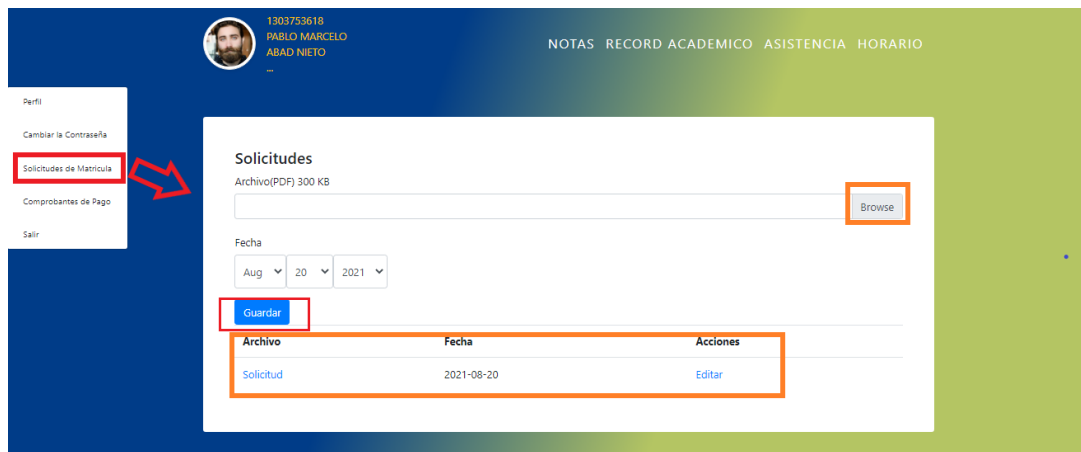 1303753618
PABLO MARCELO
ABAD NIETO
...
NOTAS RECORD ACADEMICO ASISTENCIA HORARIO
Perfil
Cambiar la Contraseña
Solicitudes de Matricula
Comprobantes de Pago
Salir
Solicitudes
Archivo(PDF) 300 KB
Browse
Fecha
Aug 20 2021
Guardar
Archivo Fecha Acciones
Solicitud 2021-08-20 Editar